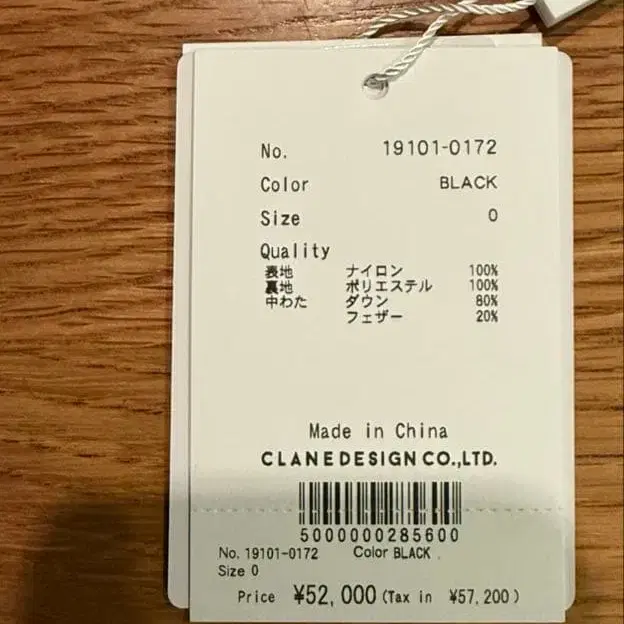 No. 19101-0172
Color BLACK
Size 0
Quality
表地 ナイロン 100%
裏地 ポリエステル 100%
中わた ダウン 80%
フェザー 20%
Made in China
CLANEDESIGN CO.,LTD.
5000000285600
No. 19101-0172 Color BLACK .
Size 0
Price ¥52,000 (Tax in ¥57,200)